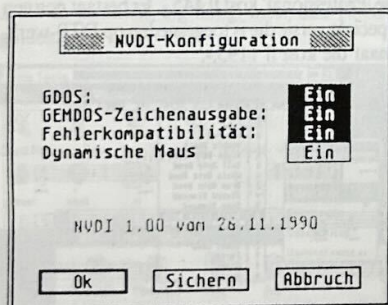 NVDI-Konfiguration
GDOS: Ein
GEMDOS-Zeichenausgabe: Ein
Fehlerkompatibilität: Ein
Dynamische Maus Ein
NVDI 1.00 vom 26.11.1990
Ok Sichern Abbruch